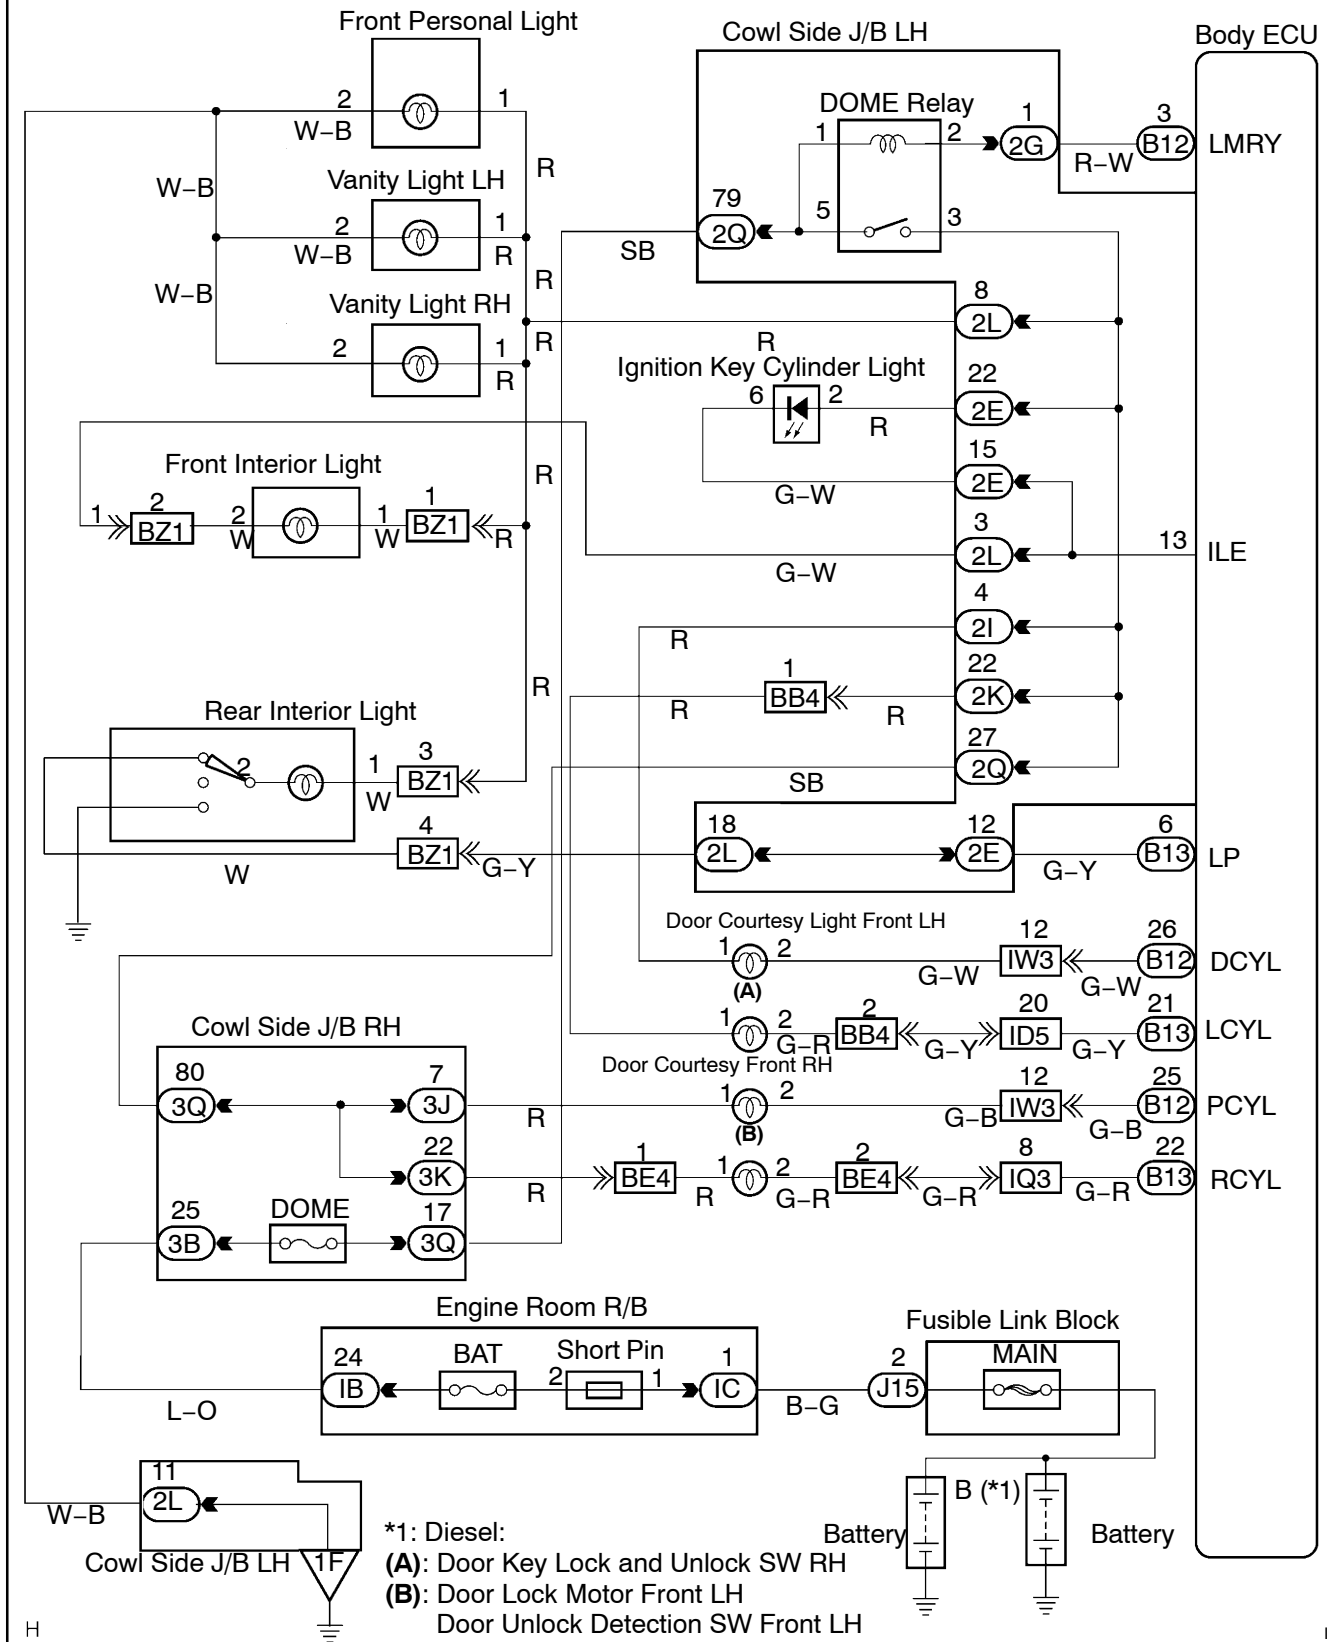 Front Personal Light
Cowl Side J/B LH
Body ECU
DOME Relay
2
1
W–B
R
1
2
1
2G
R–W
3
B12
LMRY
W–B
Vanity Light LH
2
1
W–B
R
79
2Q
SB
5
3
W–B
R
Vanity Light RH
2
1
R
R
8
2L
R
Ignition Key Cylinder Light
6
2
R
22
2E
15
2E
G–W
Front Interior Light
R
1
2
BZ1
2
W
1
W
1
BZ1
R
3
2L
G–W
13
ILE
4
2I
R
1
BB4
R
R
22
2K
R
Rear Interior Light
2
1
W
3
BZ1
27
2Q
SB
4
BZ1
G–Y
W
18
2L
12
2E
G–Y
6
B13
LP
Door Courtesy Light Front LH
1
2
(A)
G–W
12
IW3
G–W
26
B12
DCYL
1
2
G–R
2
BB4
G–Y
20
ID5
G–Y
21
B13
LCYL
Cowl Side J/B RH
Door Courtesy Front RH
80
3Q
7
3J
R
1
2
(B)
G–B
12
IW3
G–B
25
B12
PCYL
22
3K
R
1
BE4
R
1
2
G–R
2
BE4
G–R
8
IQ3
G–R
22
B13
RCYL
25
3B
DOME
17
3Q
Engine Room R/B
Fusible Link Block
24
IB
BAT
Short Pin
2
1
1
IC
B–G
2
J15
MAIN
L–O
11
2L
W–B
Cowl Side J/B LH
1F
B (*1)
Battery
Battery
*1: Diesel:
(A): Door Key Lock and Unlock SW RH
(B): Door Lock Motor Front LH
Door Unlock Detection SW Front LH
H